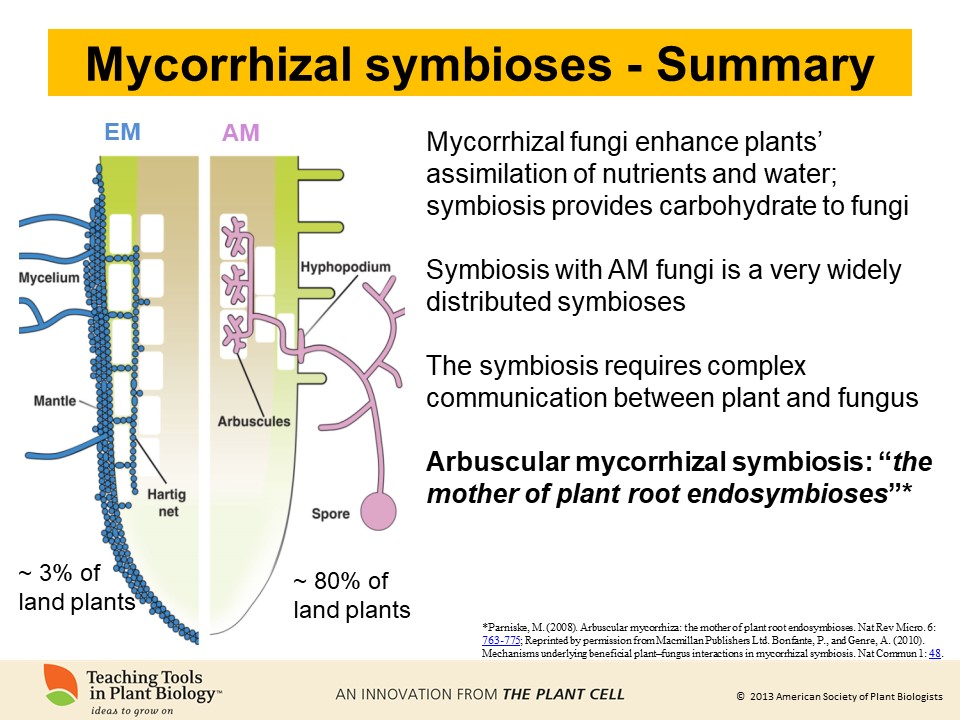 Mycorrhizal symbioses - Summary
EM
AM
Mycelium
Mantle
Hartig
net
Arbuscules
Hyphopodium
Spore
~ 3% of
land plants
~ 80% of
land plants
Mycorrhizal fungi enhance plants’
assimilation of nutrients and water;
symbiosis provides carbohydrate to fungi
Symbiosis with AM fungi is a very widely
distributed symbioses
The symbiosis requires complex
communication between plant and fungus
Arbuscular mycorrhizal symbiosis: “the
mother of plant root endosymbioses”*
*Parniske, M. (2008). Arbuscular mycorrhiza: the mother of plant root endosymbioses. Nat Rev Micro. 6:
763-775; Reprinted by permission from Macmillan Publishers Ltd. Bonfante, P., and Genre, A. (2010).
Mechanisms underlying beneficial plant–fungus interactions in mycorrhizal symbiosis. Nat Commun 1: 48.
Teaching Tools
in Plant Biology™
ideas to grow on
AN INNOVATION FROM THE PLANT CELL
© 2013 American Society of Plant Biologists